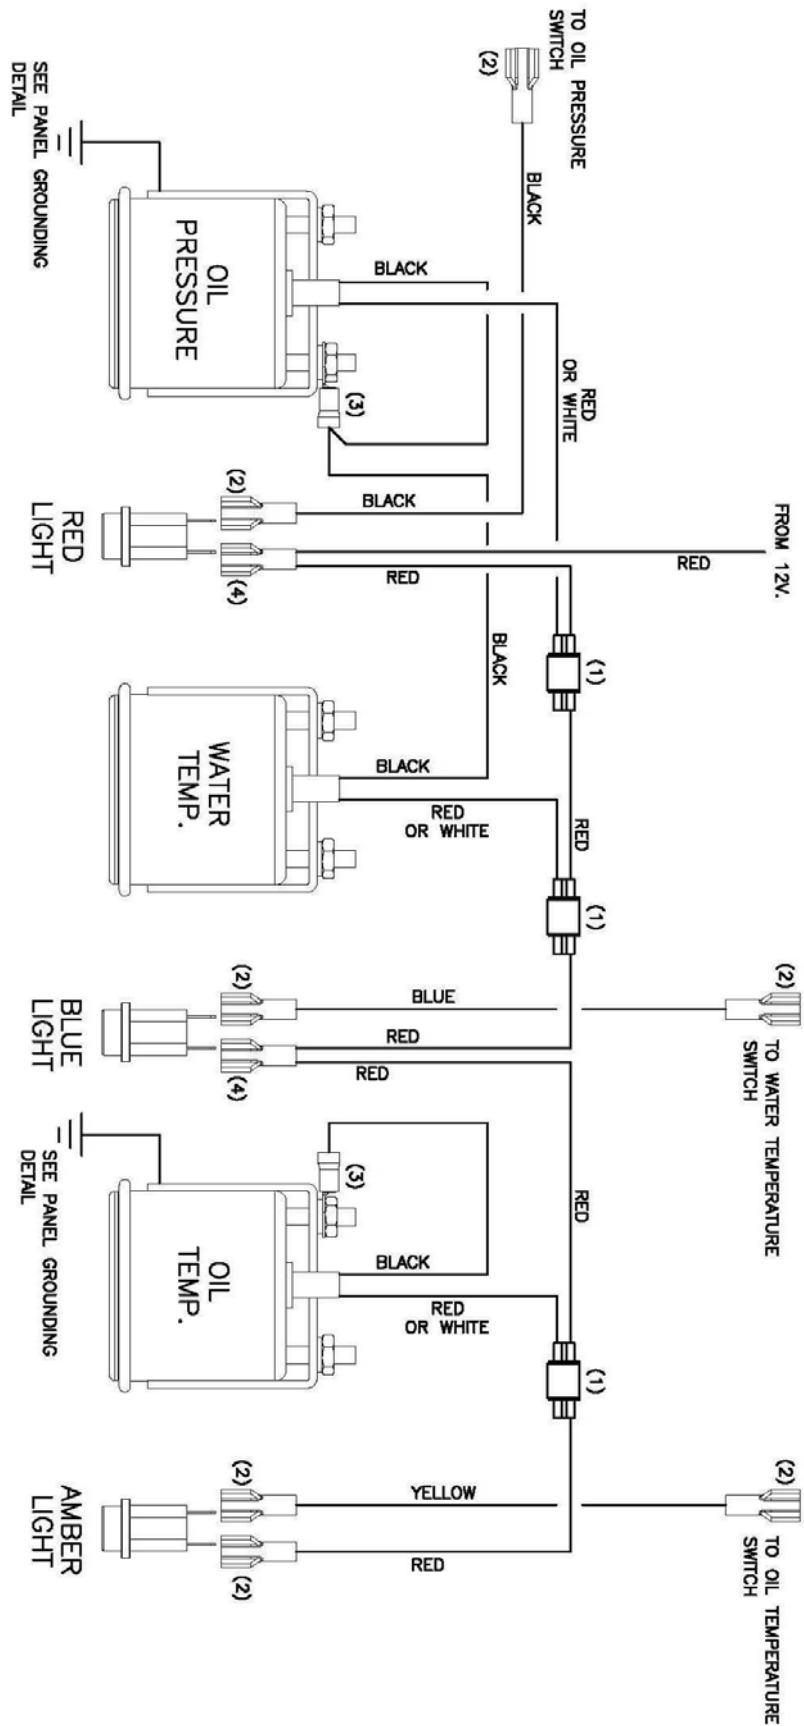 TO OIL PRESSURE
SWITCH
(2)
BLACK
SEE PANEL GROUNDING
DETAIL
OIL
PRESSURE
BLACK
RED
OR WHITE
(3)
FROM 12V.
RED
(2)
BLACK
RED
LIGHT
(4)
RED
(1)
BLACK
WATER
TEMP.
BLACK
RED
OR WHITE
RED
(1)
(2)
TO WATER TEMPERATURE
SWITCH
(2)
BLUE
BLUE
LIGHT
(4)
RED
RED
SEE PANEL GROUNDING
DETAIL
(3)
RED
OIL
TEMP.
BLACK
RED
OR WHITE
(1)
(2)
TO OIL TEMPERATURE
SWITCH
(2)
YELLOW
AMBER
LIGHT
(2)
RED